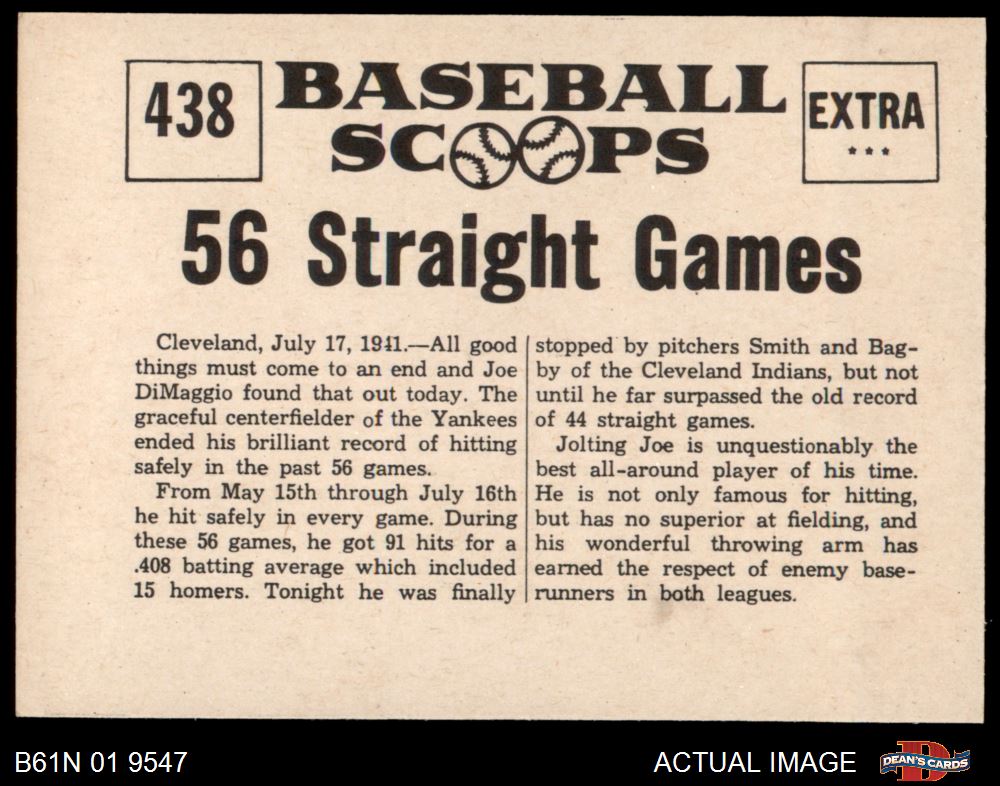 438
BASEBALL
SCOOPS
EXTRA
***
56 Straight Games
Cleveland, July 17, 1941.—All good
things must come to an end and Joe
DiMaggio found that out today. The
graceful centerfielder of the Yankees
ended his brilliant record of hitting
safely in the past 56 games.
From May 15th through July 16th
he hit safely in every game. During
these 56 games, he got 91 hits for a
.408 batting average which included
15 homers. Tonight he was finally
stopped by pitchers Smith and Bag-
by of the Cleveland Indians, but not
until he far surpassed the old record
of 44 straight games.
Jolting Joe is unquestionably the
best all-around player of his time.
He is not only famous for hitting,
but has no superior at fielding, and
his wonderful throwing arm has
earned the respect of enemy base-
runners in both leagues.
B61N 01 9547
ACTUAL IMAGE
D
DEAN'S CARDS